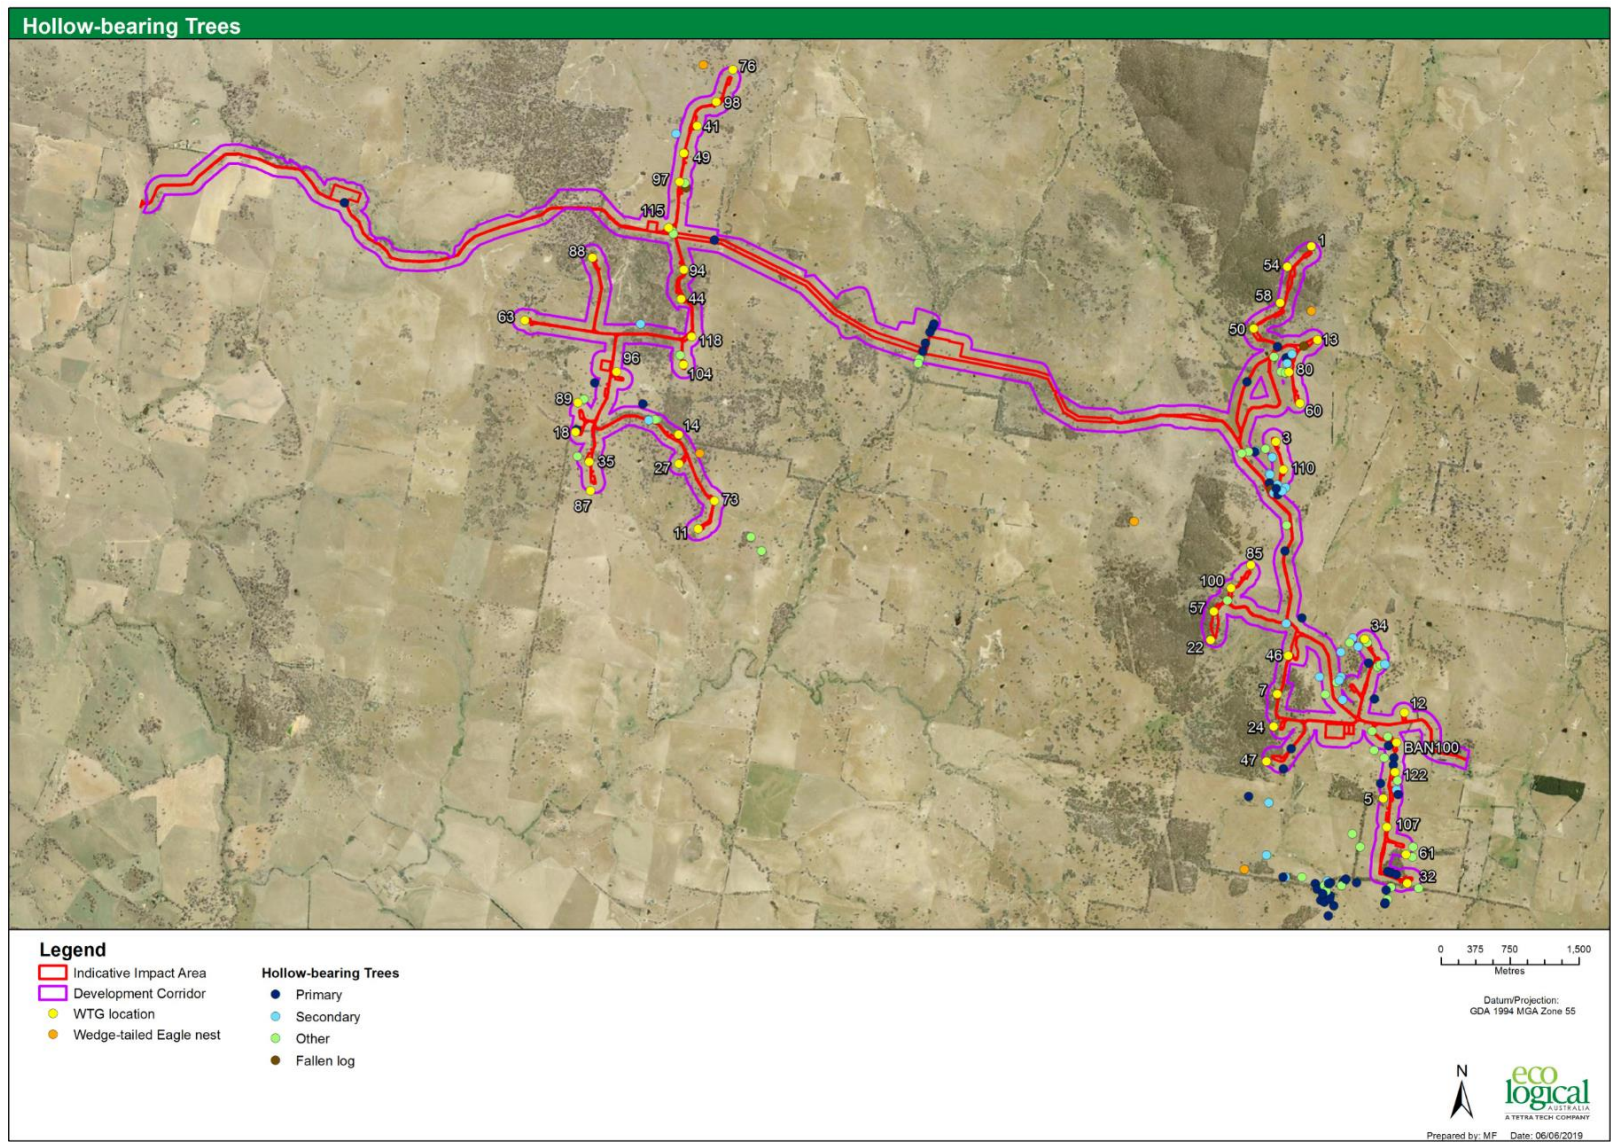 Hollow-bearing Trees
76
98
41
49
97
115
88
94
44
63
118
96
104
89
18
14
35
27
87
73
11
1
54
58
50
13
80
60
3
110
85
100
57
22
34
46
7
12
24
BAN100
47
122
5
107
61
32
Legend
Indicative Impact Area
Development Corridor
WTG location
Wedge-tailed Eagle nest
Hollow-bearing Trees
Primary
Secondary
Other
Fallen log
0 375 750 1,500
Metres
Datum/Projection:
GDA 1994 MGA Zone 55
N
eco
logical
AUSTRALIA
A TETRA TECH COMPANY
Prepared by: MF Date: 06/06/2019